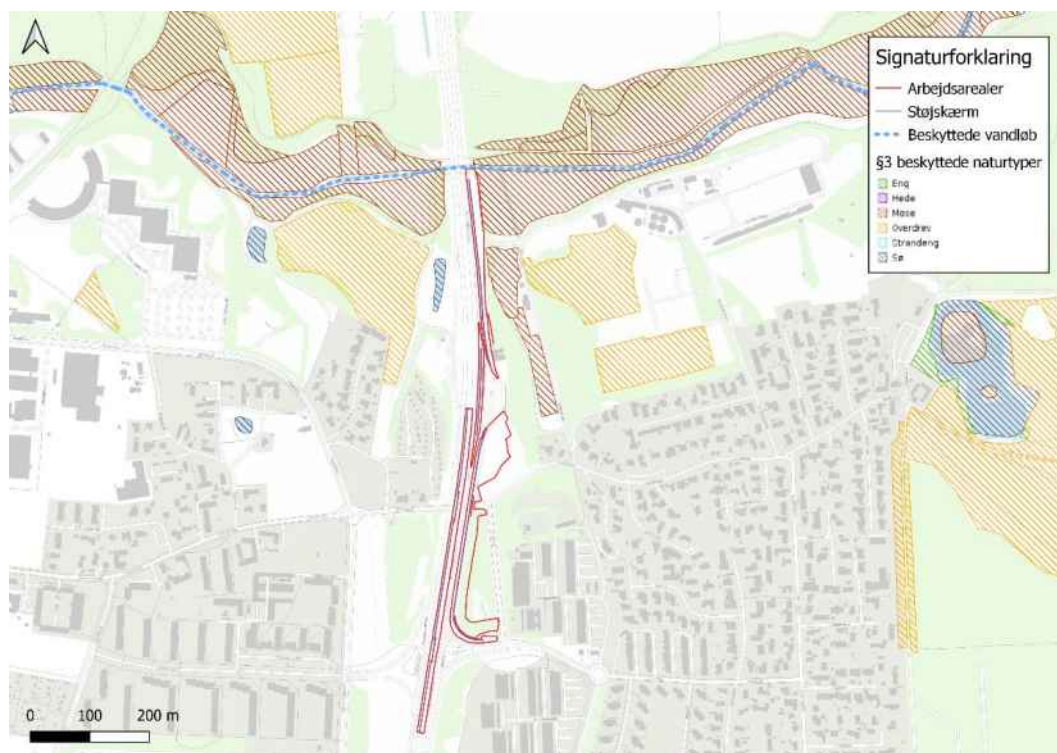 Signaturforklaring
Arbejdsarealer
Støjskærm
Beskyttede vandløb
§3 beskyttede naturtyper
Eng
Hede
Mose
Overdrev
Strandeng
Sø
0 100 200 m